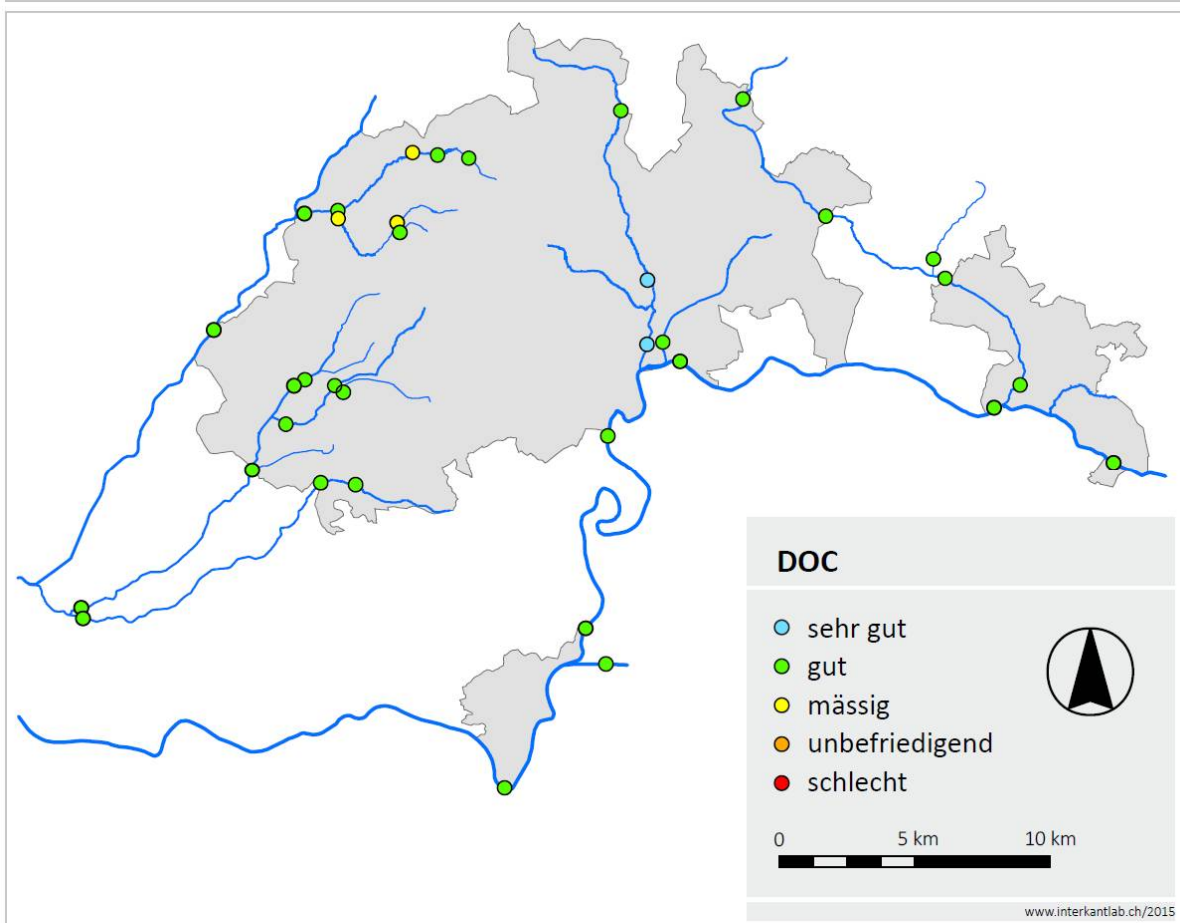 DOC
sehr gut
gut
mässig
unbefriedigend
schlecht
0 5 km 10 km
www.interkantlab.ch/2015